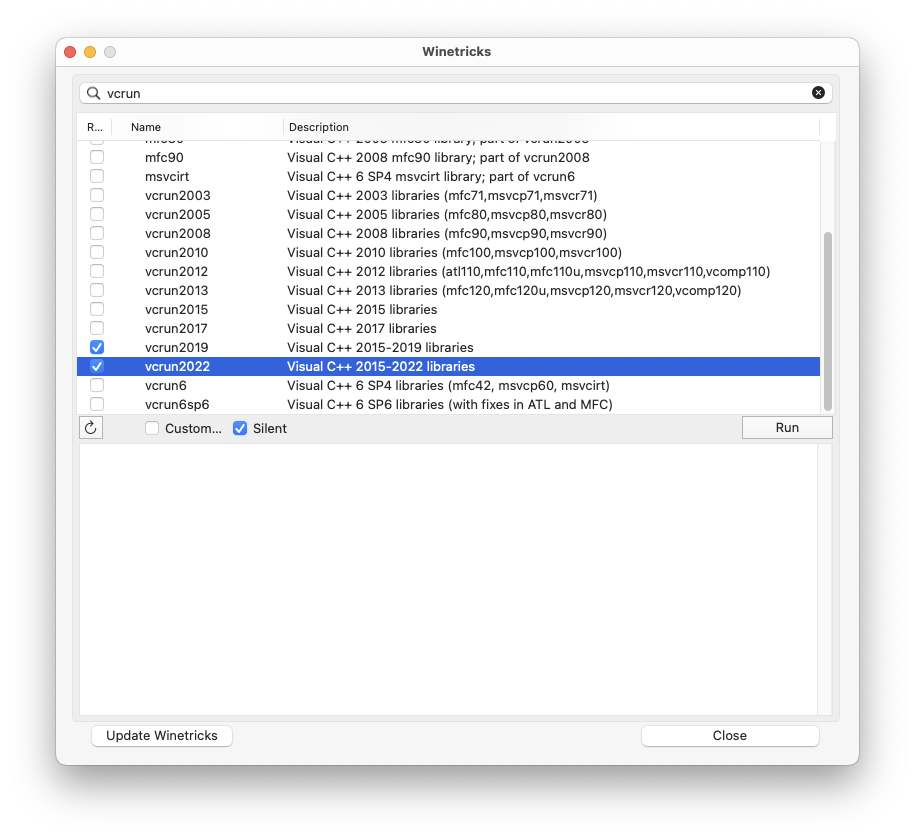 Winetricks
vcrun
R... Name Description
mfc90 Visual C++ 2008 mfc90 library; part of vcrun2008
msvcirt Visual C++ 6 SP4 msvcirt library; part of vcrun6
vcrun2003 Visual C++ 2003 libraries (mfc71,msvcp71,msvcr71)
vcrun2005 Visual C++ 2005 libraries (mfc80,msvcp80,msvcr80)
vcrun2008 Visual C++ 2008 libraries (mfc90,msvcp90,msvcr90)
vcrun2010 Visual C++ 2010 libraries (mfc100,msvcp100,msvcr100)
vcrun2012 Visual C++ 2012 libraries (atl110,mfc110,mfc110u,msvcp110,msvcr110,vcomp110)
vcrun2013 Visual C++ 2013 libraries (mfc120,mfc120u,msvcp120,msvcr120,vcomp120)
vcrun2015 Visual C++ 2015 libraries
vcrun2017 Visual C++ 2017 libraries
vcrun2019 Visual C++ 2015-2019 libraries
vcrun2022 Visual C++ 2015-2022 libraries
vcrun6 Visual C++ 6 SP4 libraries (mfc42, msvcp60, msvcirt)
vcrun6sp6 Visual C++ 6 SP6 libraries (with fixes in ATL and MFC)
Custom... Silent Run
Update Winetricks Close